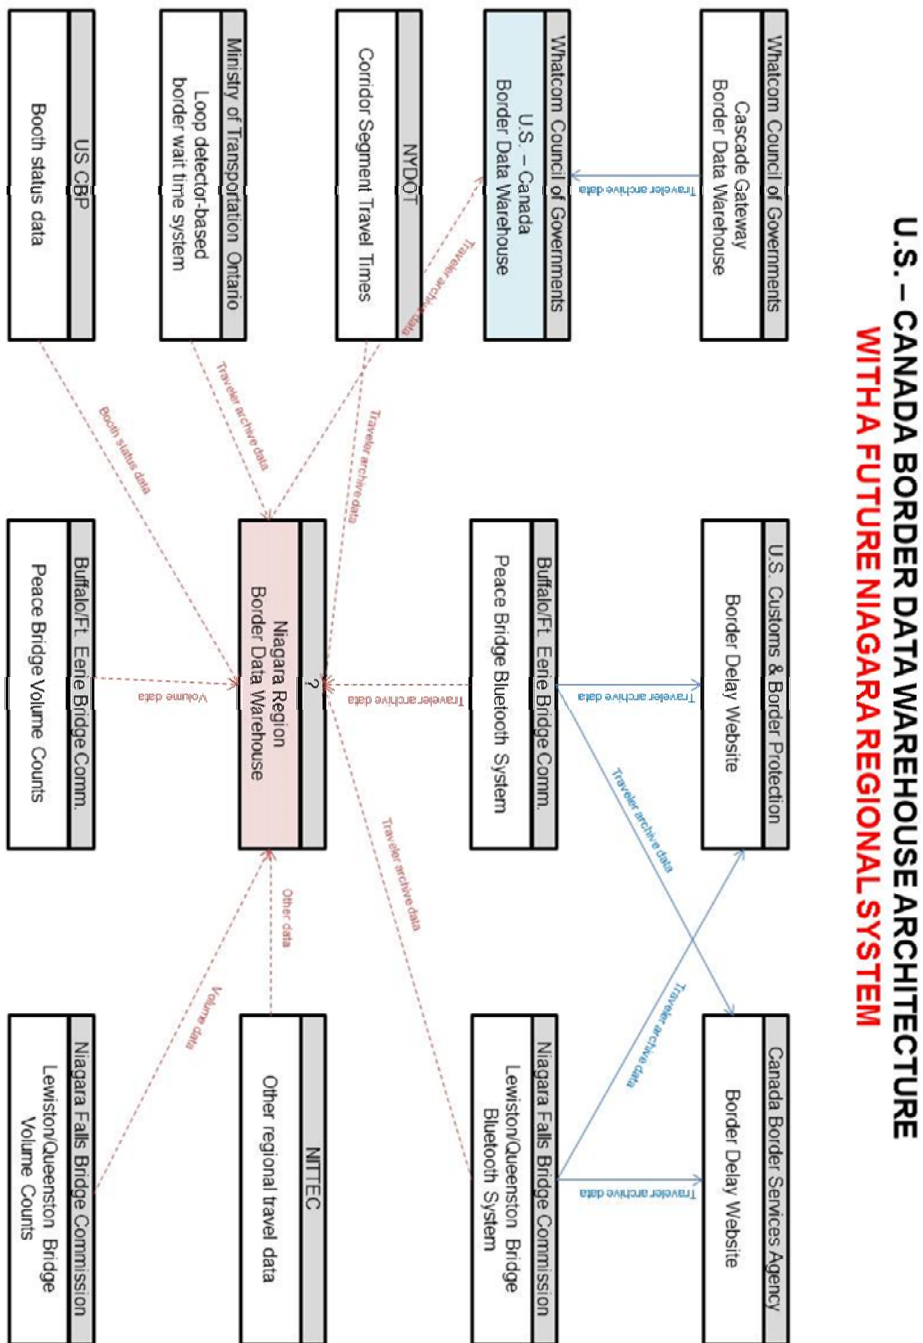 U.S. – CANADA BORDER DATA WAREHOUSE ARCHITECTURE
WITH A FUTURE NIAGARA REGIONAL SYSTEM
Whatcom Council of Governments
Cascade Gateway
Border Data Warehouse
U.S. Customs & Border Protection
Border Delay Website
Canada Border Services Agency
Border Delay Website
Traveler archive data
Traveler archive data
Traveler archive data
Traveler archive data
Traveler archive data
Whatcom Council of Governments
U.S. – Canada
Border Data Warehouse
Buffalo/Ft. Eerie Bridge Comm.
Peace Bridge Bluetooth System
Niagara Falls Bridge Commission
Lewiston/Queenston Bridge
Bluetooth System
Traveler archive data
Traveler archive data
Traveler archive data
Traveler archive data
NYDOT
Corridor Segment Travel Times
?
Niagara Region
Border Data Warehouse
NITTEC
Other regional travel data
Other data
Ministry of Transportation Ontario
Loop detector-based
border wait time system
Traveler archive data
Booth status data
Volume data
Volume data
US CBP
Booth status data
Buffalo/Ft. Eerie Bridge Comm.
Peace Bridge Volume Counts
Niagara Falls Bridge Commission
Lewiston/Queenston Bridge
Volume Counts